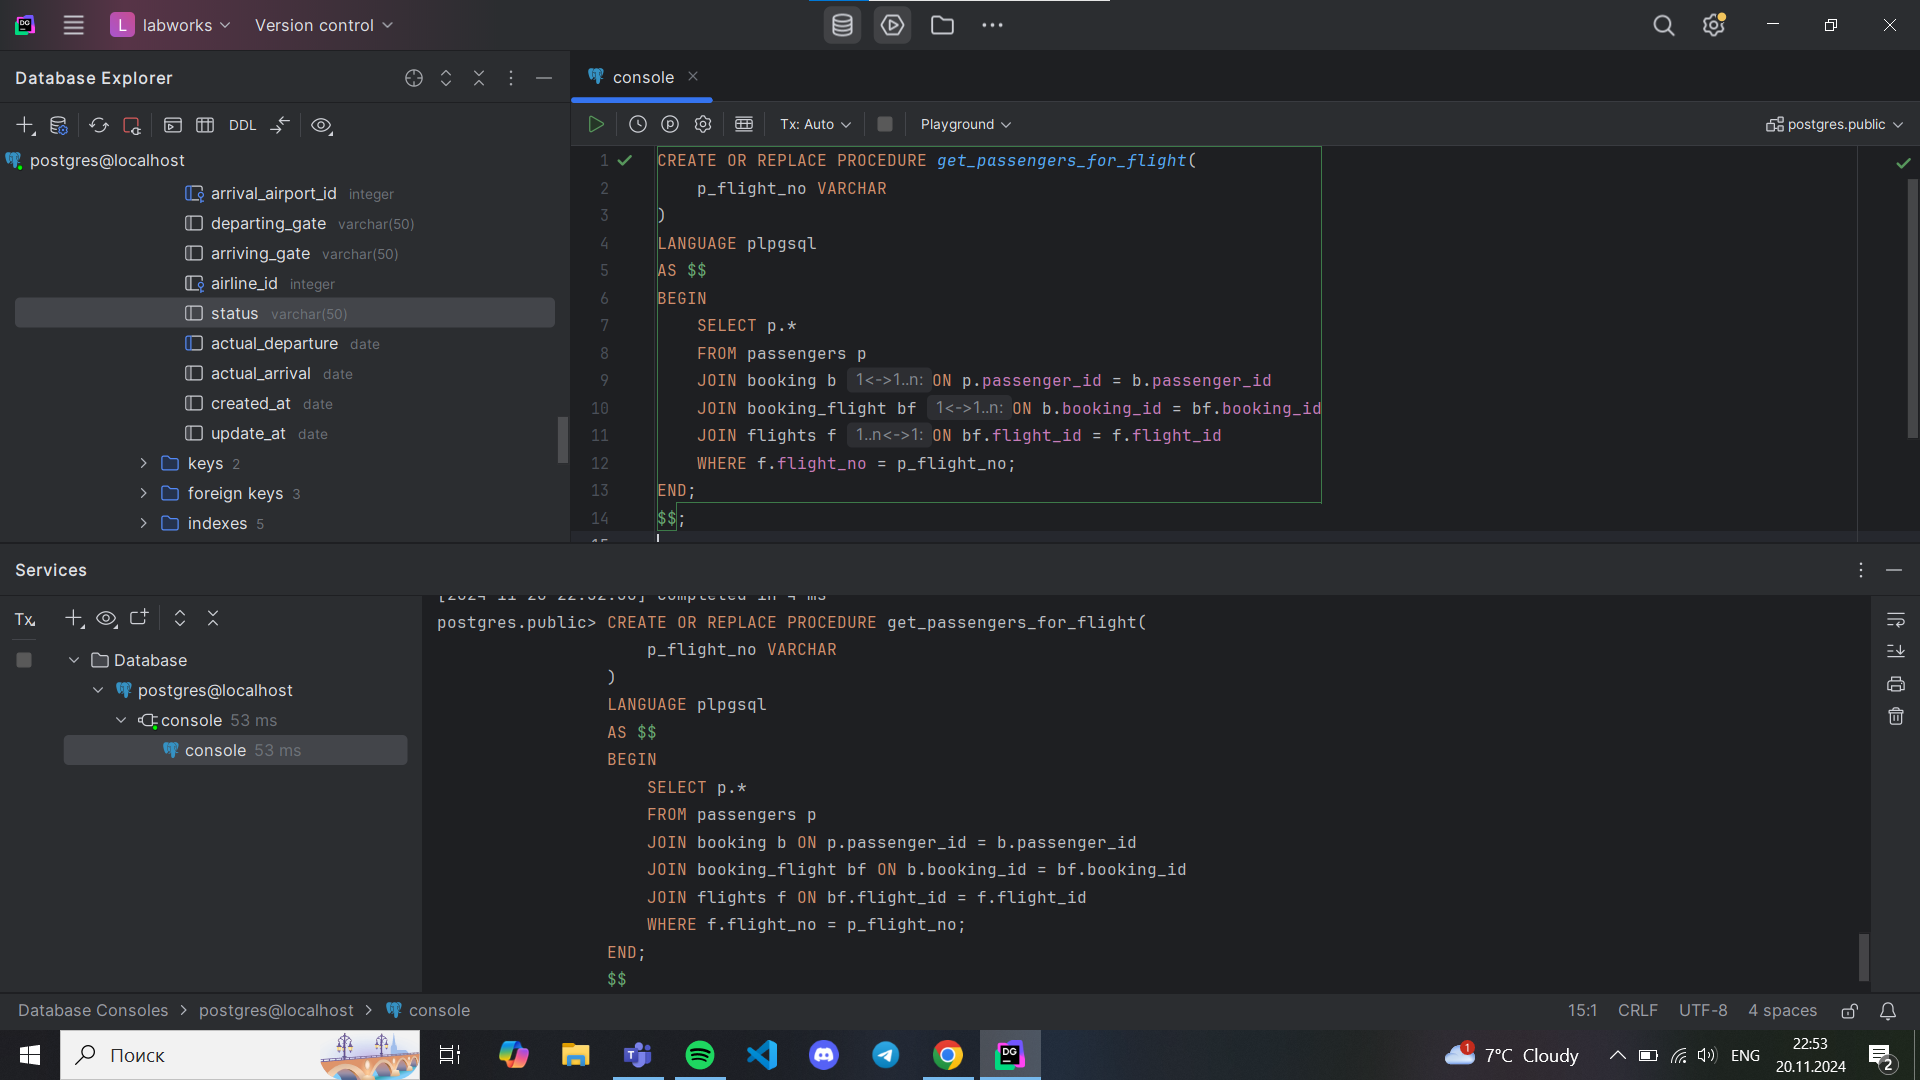 L labworks Version control
Database Explorer
DDL
postgres@localhost
arrival_airport_id integer
departing_gate varchar(50)
arriving_gate varchar(50)
airline_id integer
status varchar(50)
actual_departure date
actual_arrival date
created_at date
update_at date
keys 2
foreign keys 3
indexes 5
console
Tx: Auto Playground postgres.public
1 CREATE OR REPLACE PROCEDURE get_passengers_for_flight(
2 p_flight_no VARCHAR
3 )
4 LANGUAGE plpgsql
5 AS $$
6 BEGIN
7 SELECT p.*
8 FROM passengers p
9 JOIN booking b 1<->1..n: ON p.passenger_id = b.passenger_id
10 JOIN booking_flight bf 1<->1..n: ON b.booking_id = bf.booking_id
11 JOIN flights f 1..n<->1: ON bf.flight_id = f.flight_id
12 WHERE f.flight_no = p_flight_no;
13 END;
14 $$;
15
Services
Tx
Database
postgres@localhost
console 53 ms
console 53 ms
postgres.public> CREATE OR REPLACE PROCEDURE get_passengers_for_flight(
p_flight_no VARCHAR
)
LANGUAGE plpgsql
AS $$
BEGIN
SELECT p.*
FROM passengers p
JOIN booking b ON p.passenger_id = b.passenger_id
JOIN booking_flight bf ON b.booking_id = bf.booking_id
JOIN flights f ON bf.flight_id = f.flight_id
WHERE f.flight_no = p_flight_no;
END;
$$
Database Consoles > postgres@localhost > console
15:1 CRLF UTF-8 4 spaces
Поиск
DG
1
7°C Cloudy
ENG
22:53
20.11.2024
2